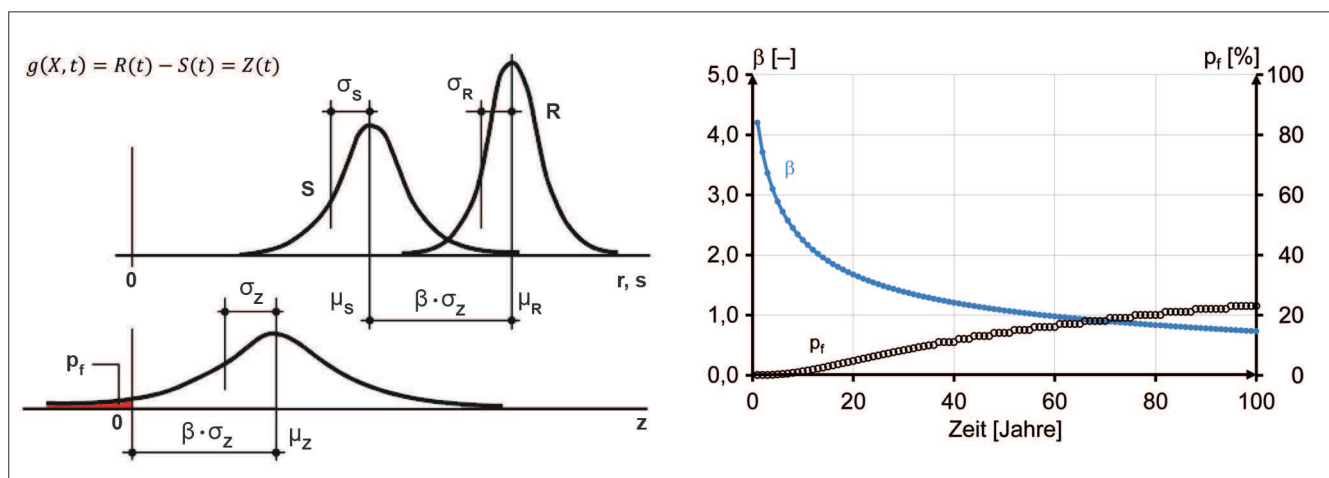 g(X, t) = R(t) − S(t) = Z(t)
σS
σR
R
S
0
r, s
μS
β·σZ
μR
σZ
pf
0
z
β·σZ
μZ
β [–]
pf [%]
5,0
100
4,0
80
3,0
β
60
2,0
40
1,0
20
pf
0,0
0
0
20
40
60
80
100
Zeit [Jahre]